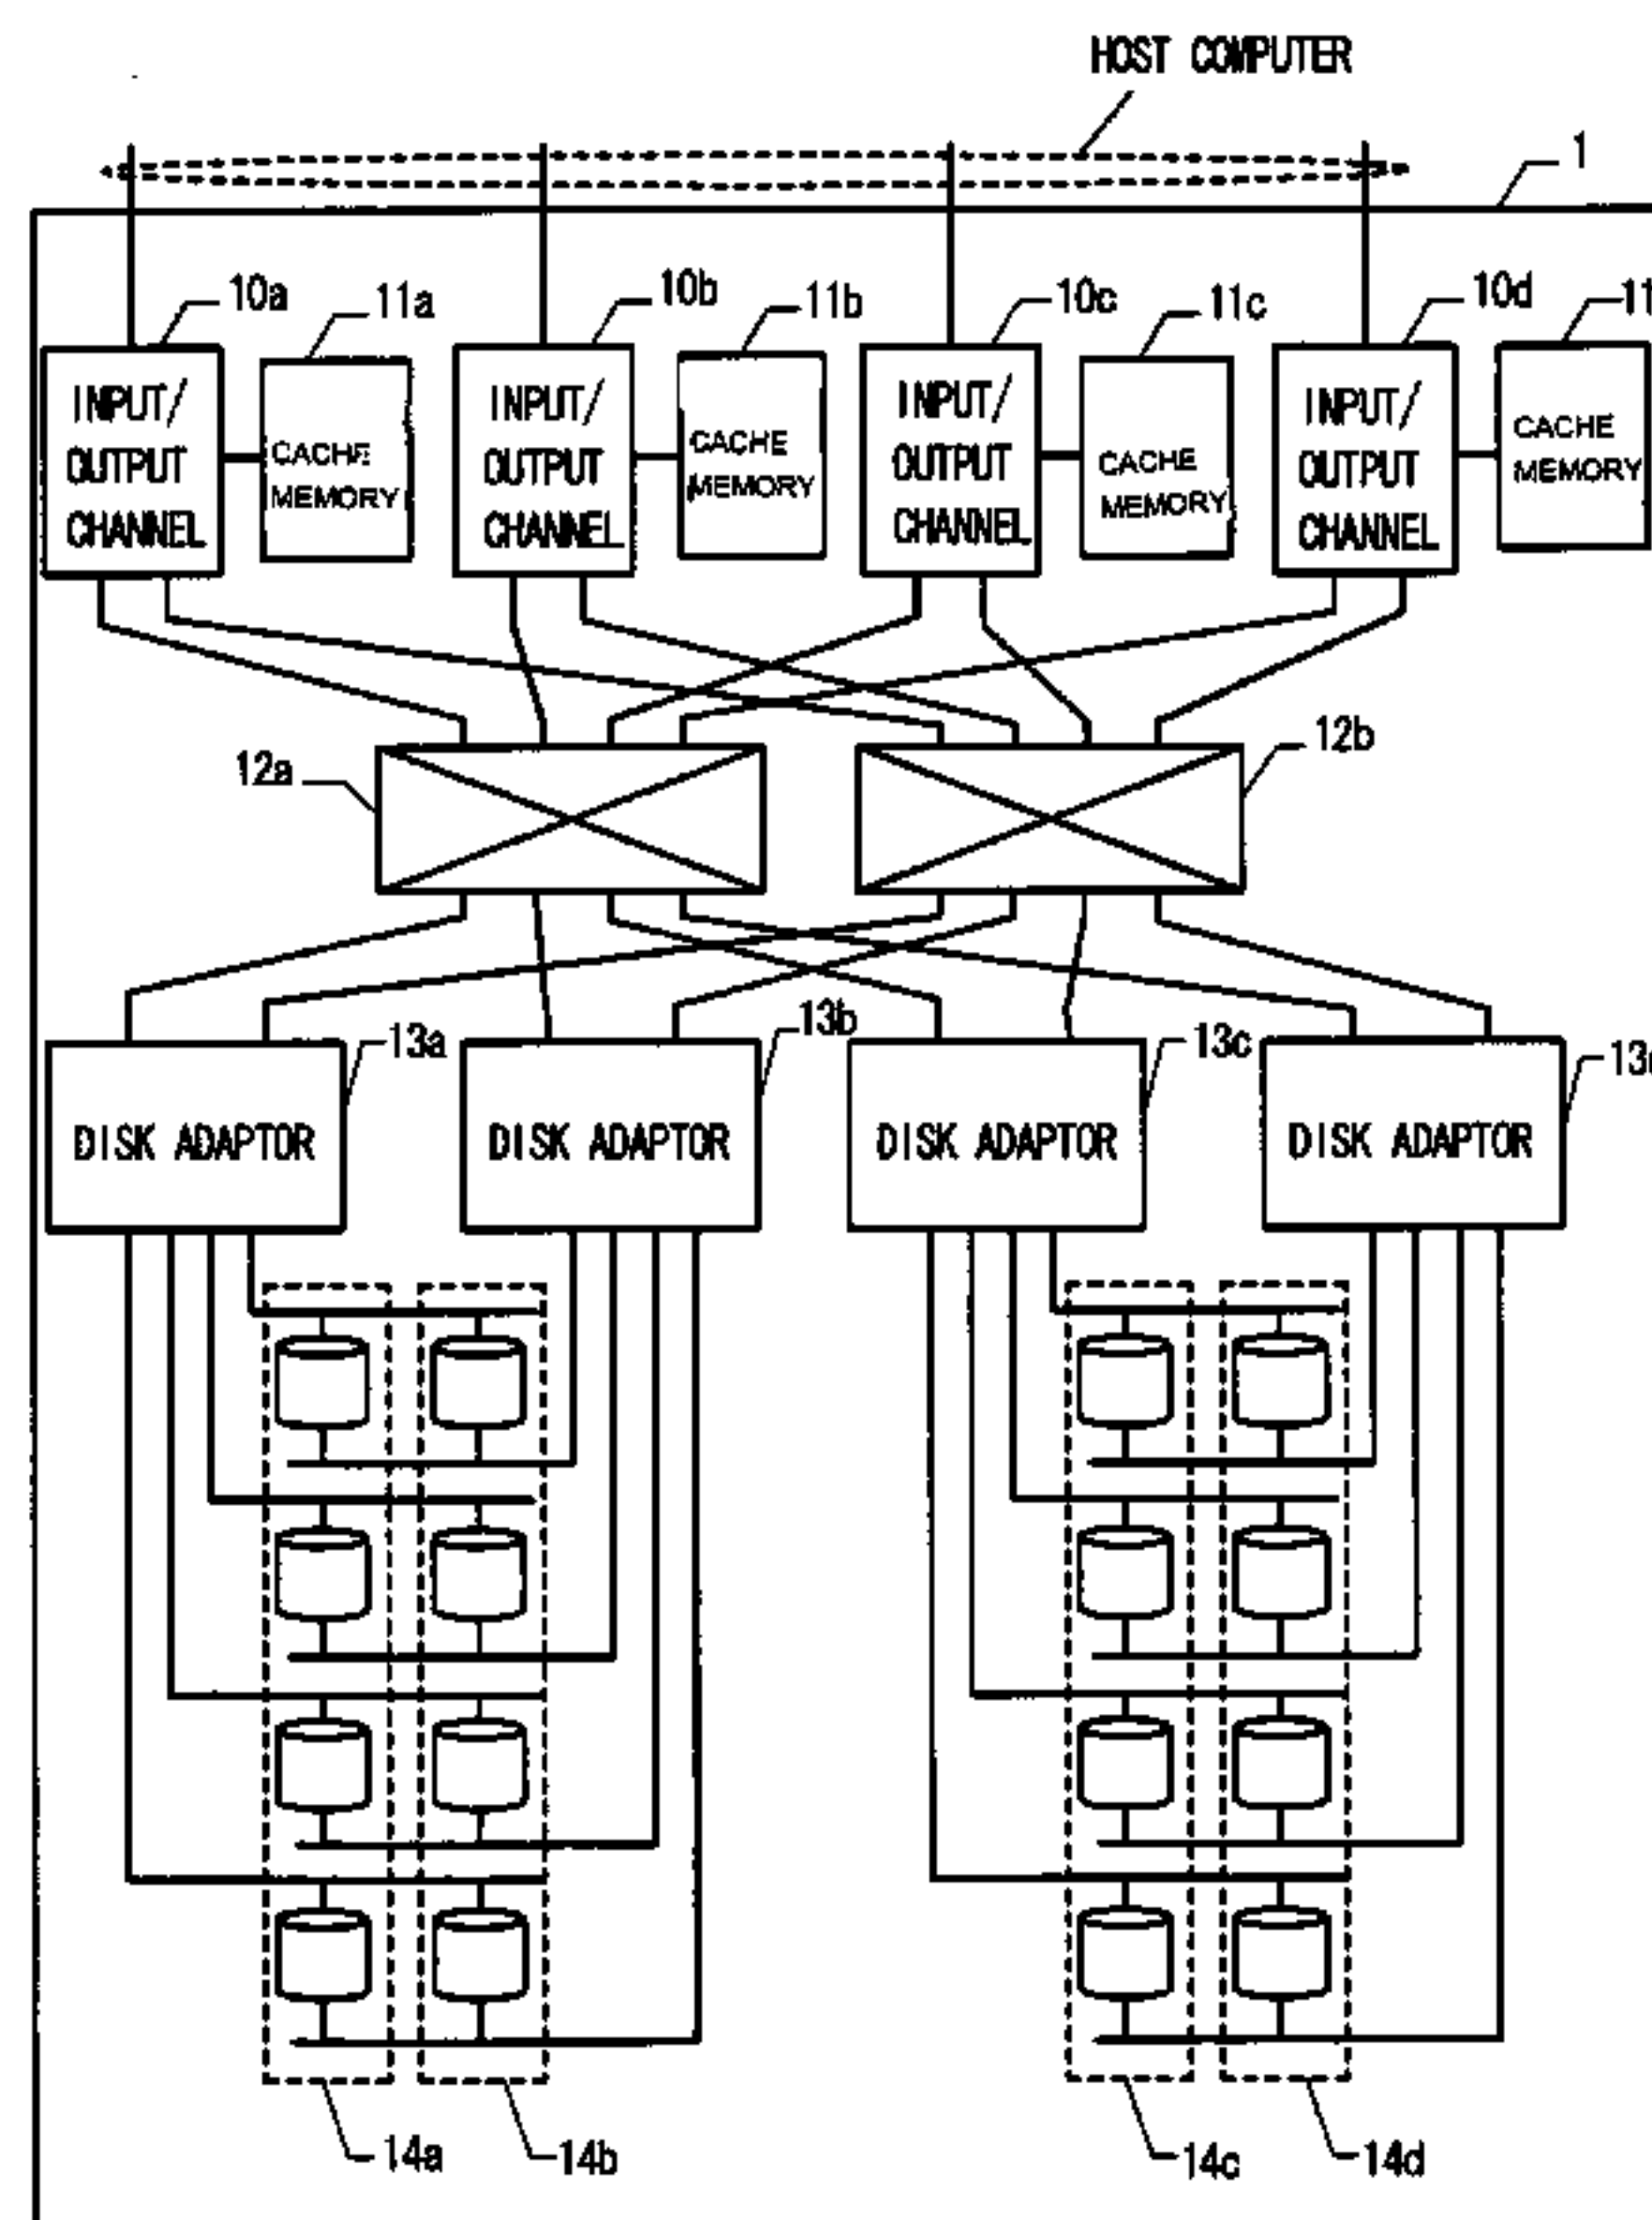 HOST COMPUTER
1
10a
11a
10b
11b
10c
11c
10d
11
INPUT/
OUTPUT
CHANNEL
CACHE
MEMORY
INPUT/
OUTPUT
CHANNEL
CACHE
MEMORY
INPUT/
OUTPUT
CHANNEL
CACHE
MEMORY
INPUT/
OUTPUT
CHANNEL
CACHE
MEMORY
12a
12b
13a
13b
13c
13
DISK ADAPTOR
DISK ADAPTOR
DISK ADAPTOR
DISK ADAPTOR
14a
14b
14c
14d